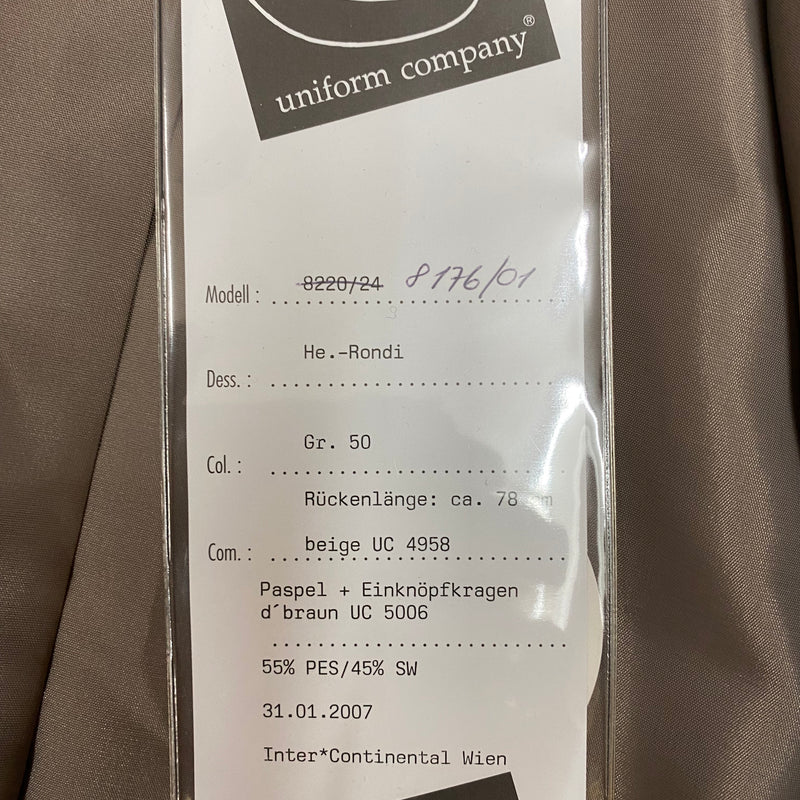 uniform company®
Modell : 8220/24 8176/01
He.-Rondi
Dess. :
Gr. 50
Col. :
Rückenlänge: ca. 78 cm
beige UC 4958
Com. :
Paspel + Einknöpfkragen
d´braun UC 5006
55% PES/45% SW
31.01.2007
Inter*Continental Wien